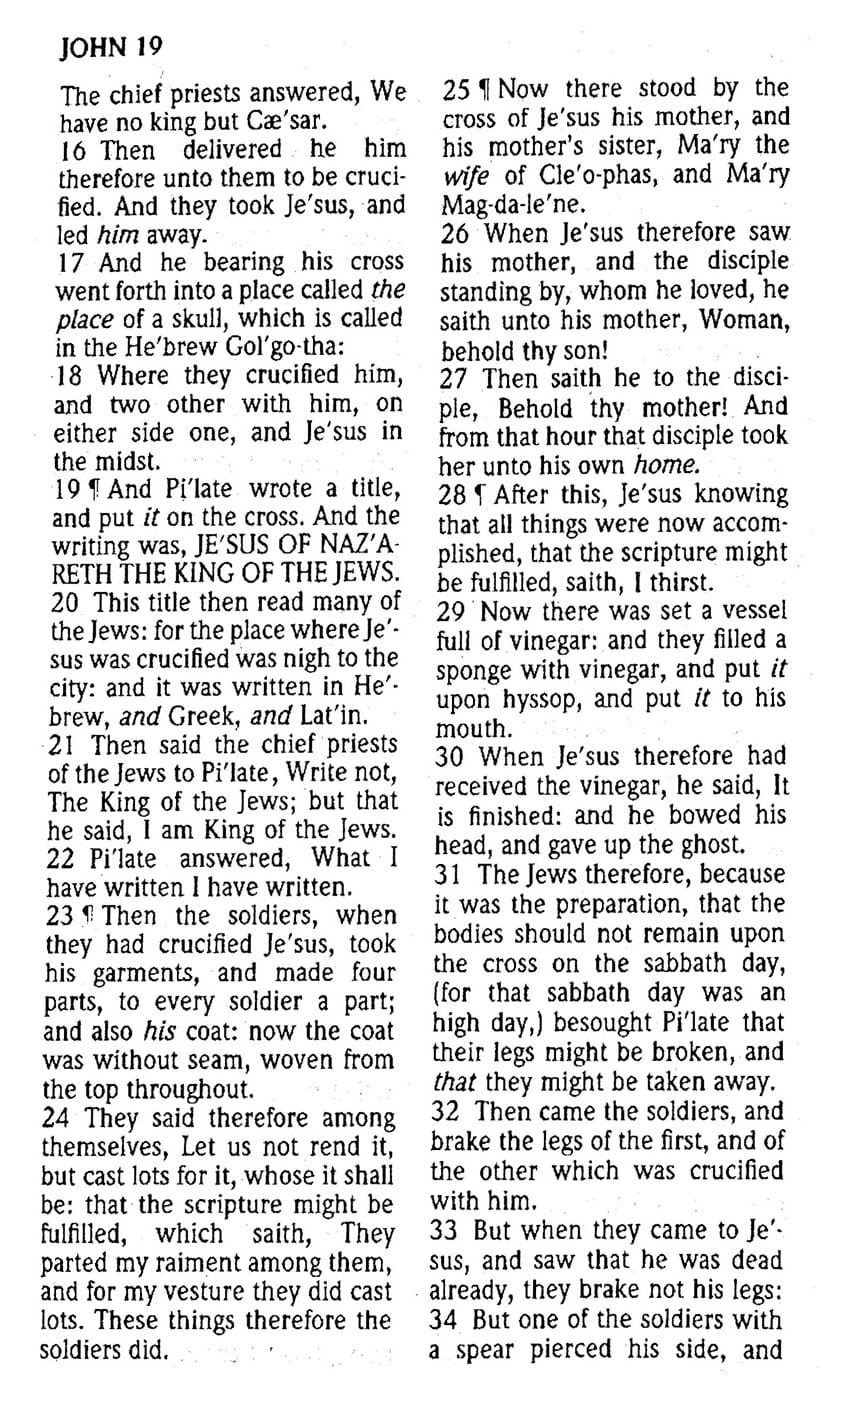 JOHN 19
The chief priests answered, We
have no king but Cæ′sar.
16 Then delivered he him
therefore unto them to be cruci-
fied. And they took Je′sus, and
led him away.
17 And he bearing his cross
went forth into a place called the
place of a skull, which is called
in the He′brew Gol′go-tha:
18 Where they crucified him,
and two other with him, on
either side one, and Je′sus in
the midst.
19 ¶ And Pi′late wrote a title,
and put it on the cross. And the
writing was, JE′SUS OF NAZ′A-
RETH THE KING OF THE JEWS.
20 This title then read many of
the Jews: for the place where Je′-
sus was crucified was nigh to the
city: and it was written in He′-
brew, and Greek, and Lat′in.
21 Then said the chief priests
of the Jews to Pi′late, Write not,
The King of the Jews; but that
he said, I am King of the Jews.
22 Pi′late answered, What I
have written I have written.
23 ¶ Then the soldiers, when
they had crucified Je′sus, took
his garments, and made four
parts, to every soldier a part;
and also his coat: now the coat
was without seam, woven from
the top throughout.
24 They said therefore among
themselves, Let us not rend it,
but cast lots for it, whose it shall
be: that the scripture might be
fulfilled, which saith, They
parted my raiment among them,
and for my vesture they did cast
lots. These things therefore the
soldiers did.
25 ¶ Now there stood by the
cross of Je′sus his mother, and
his mother's sister, Ma′ry the
wife of Cle′o-phas, and Ma′ry
Mag-da-le′ne.
26 When Je′sus therefore saw
his mother, and the disciple
standing by, whom he loved, he
saith unto his mother, Woman,
behold thy son!
27 Then saith he to the disci-
ple, Behold thy mother! And
from that hour that disciple took
her unto his own home.
28 ¶ After this, Je′sus knowing
that all things were now accom-
plished, that the scripture might
be fulfilled, saith, I thirst.
29 Now there was set a vessel
full of vinegar: and they filled a
sponge with vinegar, and put it
upon hyssop, and put it to his
mouth.
30 When Je′sus therefore had
received the vinegar, he said, It
is finished: and he bowed his
head, and gave up the ghost.
31 The Jews therefore, because
it was the preparation, that the
bodies should not remain upon
the cross on the sabbath day,
(for that sabbath day was an
high day,) besought Pi′late that
their legs might be broken, and
that they might be taken away.
32 Then came the soldiers, and
brake the legs of the first, and of
the other which was crucified
with him.
33 But when they came to Je′-
sus, and saw that he was dead
already, they brake not his legs:
34 But one of the soldiers with
a spear pierced his side, and